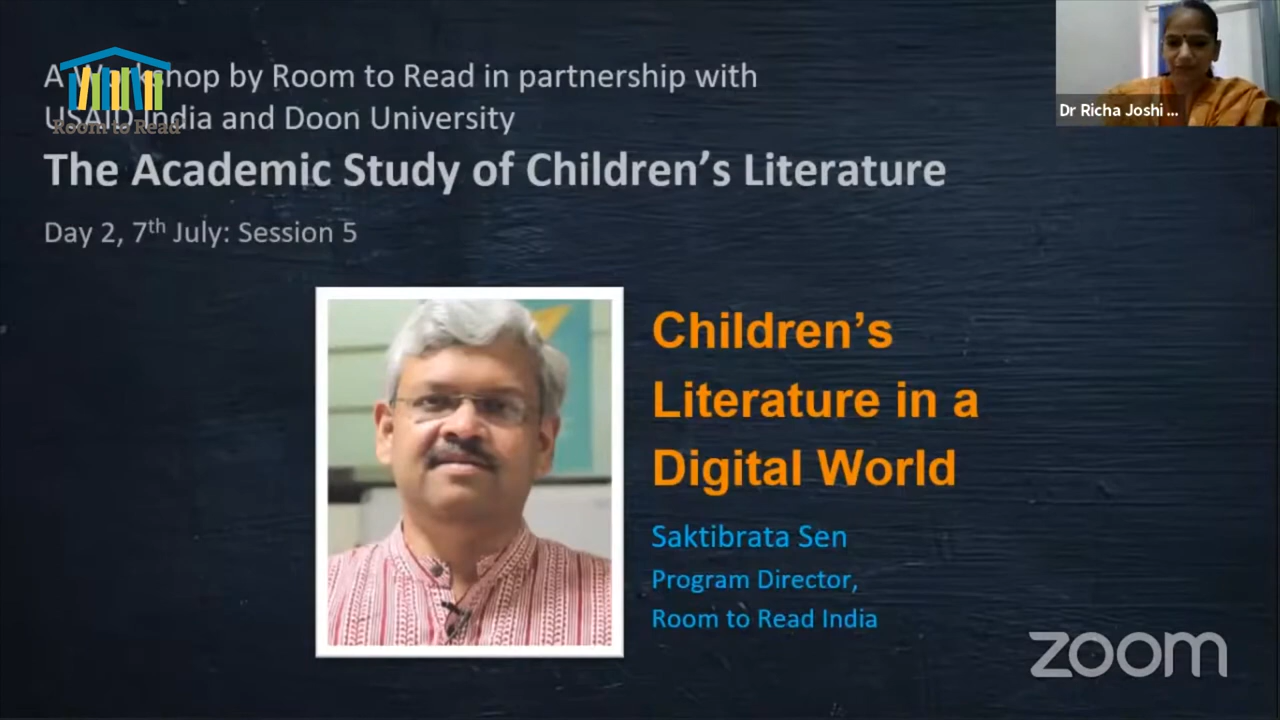 A Workshop by Room to Read in partnership with
USAID India and Doon University
Room to Read
The Academic Study of Children's Literature
Day 2, 7th July: Session 5
Children's
Literature in a
Digital World
Saktibrata Sen
Program Director,
Room to Read India
Dr Richa Joshi ...
zoom